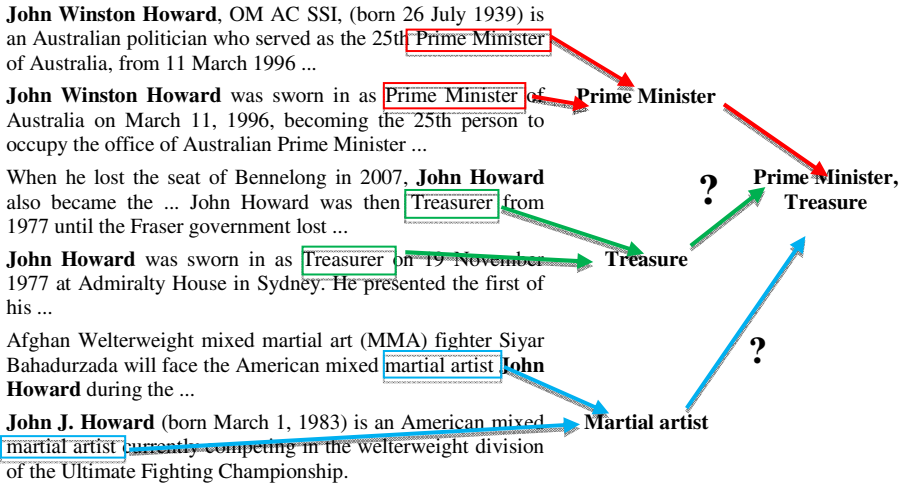 John Winston Howard, OM AC SSI, (born 26 July 1939) is
an Australian politician who served as the 25th Prime Minister
of Australia, from 11 March 1996 ...
John Winston Howard was sworn in as Prime Minister of
Australia on March 11, 1996, becoming the 25th person to
occupy the office of Australian Prime Minister ...
When he lost the seat of Bennelong in 2007, John Howard
also became the ... John Howard was then Treasurer from
1977 until the Fraser government lost ...
John Howard was sworn in as Treasurer on 19 November
1977 at Admiralty House in Sydney. He presented the first of
his ...
Afghan Welterweight mixed martial art (MMA) fighter Siyar
Bahadurzada will face the American mixed martial artist John
Howard during the ...
John J. Howard (born March 1, 1983) is an American mixed
martial artist currently competing in the welterweight division
of the Ultimate Fighting Championship.
Prime Minister
Treasure
Martial artist
?
?
Prime Minister,
Treasure